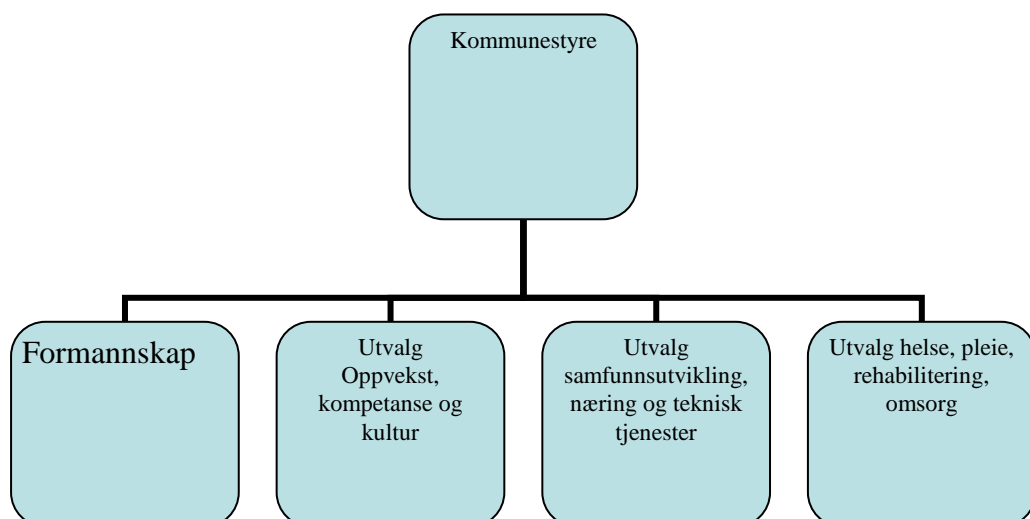 Kommunestyre
Formannskap
Utvalg
Oppvekst,
kompetanse og
kultur
Utvalg
samfunnsutvikling,
næring og teknisk
tjenester
Utvalg helse, pleie,
rehabilitering,
omsorg